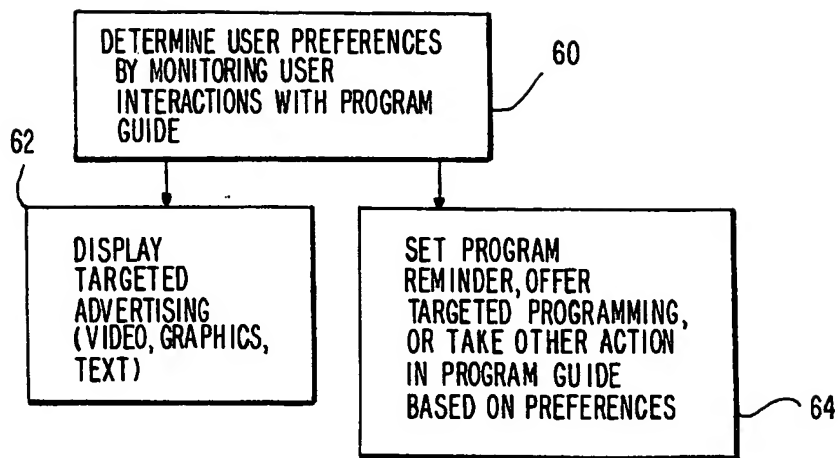 DETERMINE USER PREFERENCES
BY MONITORING USER
INTERACTIONS WITH PROGRAM
GUIDE
60
62
DISPLAY
TARGETED
ADVERTISING
(VIDEO, GRAPHICS,
TEXT)
SET PROGRAM
REMINDER, OFFER
TARGETED PROGRAMMING,
OR TAKE OTHER ACTION
IN PROGRAM GUIDE
BASED ON PREFERENCES
64